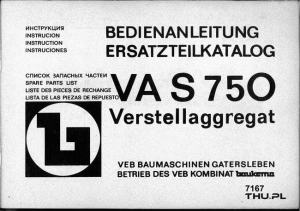 ИНСТРУКЦИЯ
INSTRUCION
INSTRUCTION
INSTRUCIONES
BEDIENANLEITUNG
ERSATZTEILKATALOG
СПИСОК ЗАПАСНЫХ ЧАСТЕЙ
SPARE PARTS LIST
LISTE DES PIECES DE RECHANGE
LISTA DE LAS PIEZAS DE REPUESTO
VA S 750
Verstellaggregat
VEB BAUMASCHINEN GATERSLEBEN
BETRIEB DES VEB KOMBINAT baukema
7167
THU.PL